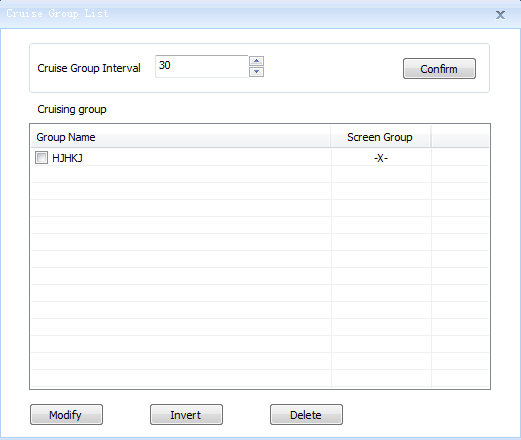 Cruise Group List
Cruise Group Interval 30 Confirm
Cruising group
Group Name Screen Group
HJHKJ -X-
Modify Invert Delete